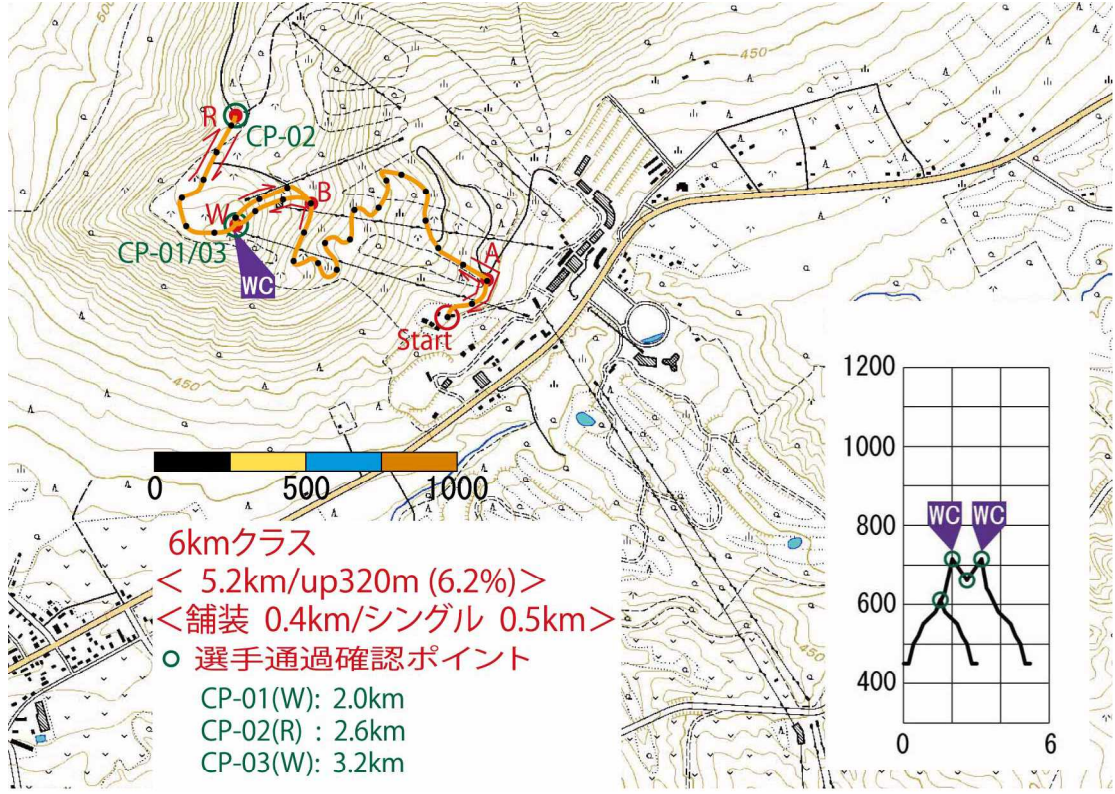 500
450
R
CP-02
B
W
CP-01/03
WC
A
Start
450
0 500 1000
6kmクラス
< 5.2km/up320m (6.2%)>
<舗装 0.4km/シングル 0.5km>
選手通過確認ポイント
CP-01(W): 2.0km
CP-02(R) : 2.6km
CP-03(W): 3.2km
450
1200
1000
800
600
400
WC WC
0 6